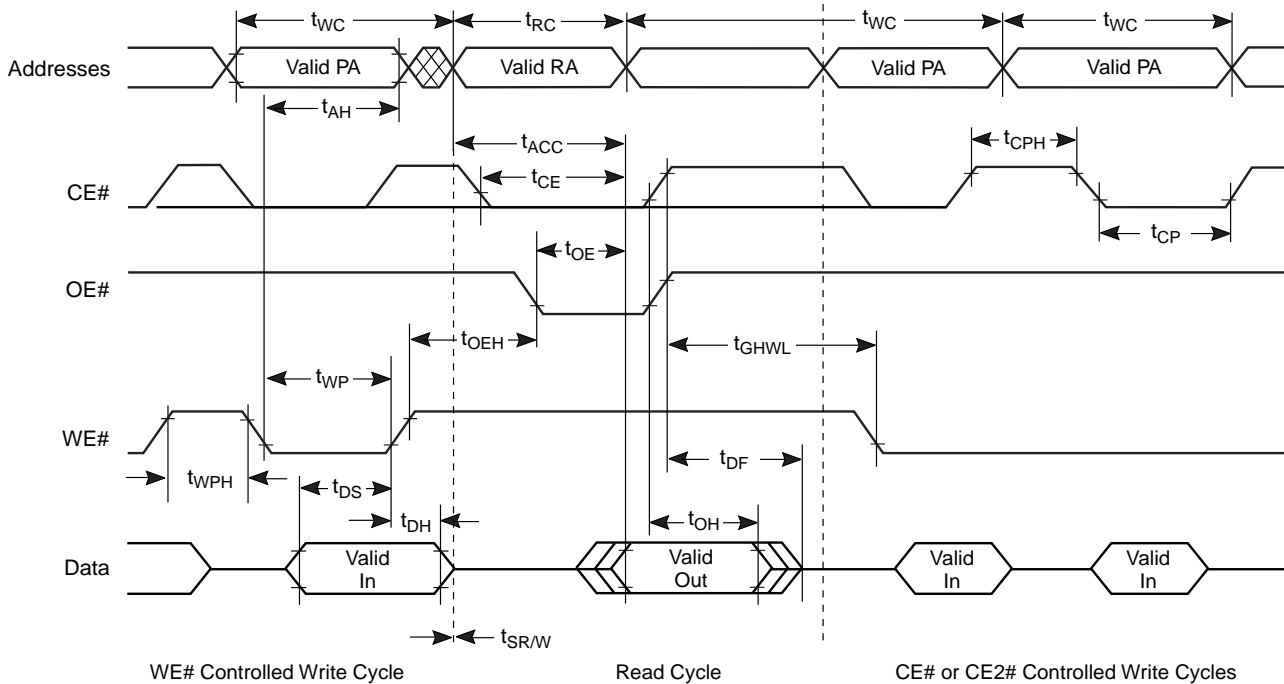 tWC tRC tWC tWC
Addresses Valid PA Valid RA Valid PA Valid PA
tAH
tACC
tCPH
CE# tCE
tCP
tOE
OE#
tOEH tGHWL
tWP
WE#
tDF
tWPH tDS
tDH tOH
Data Valid In Valid Out Valid In Valid In
tSR/W
WE# Controlled Write Cycle Read Cycle CE# or CE2# Controlled Write Cycles